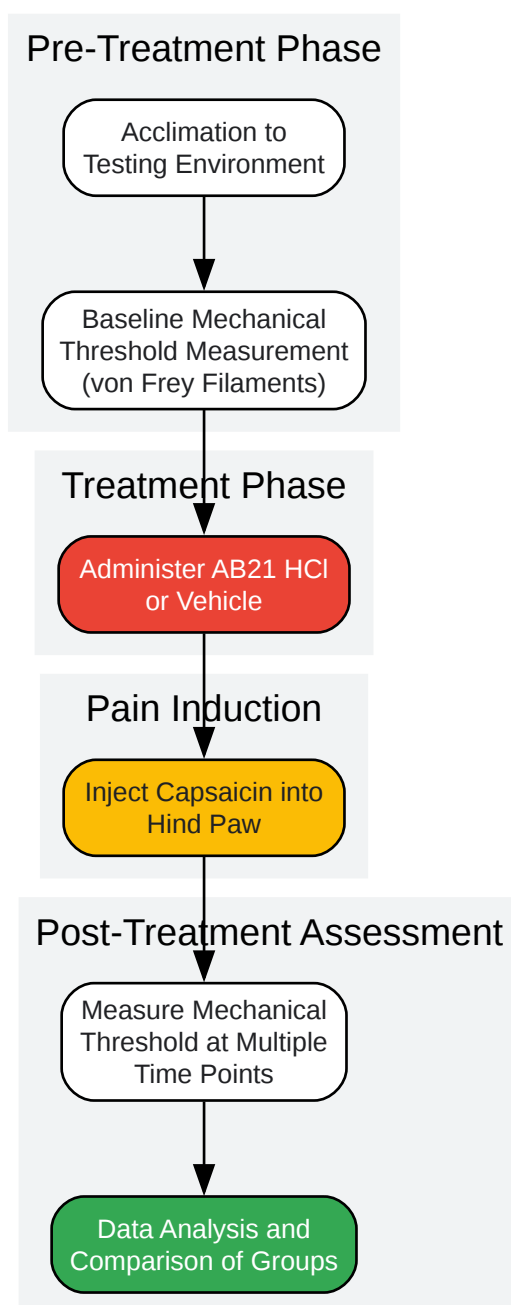 Pre-Treatment Phase
Acclimation to
Testing Environment
Baseline Mechanical
Threshold Measurement
(von Frey Filaments)
Treatment Phase
Administer AB21 HCl
or Vehicle
Pain Induction
Inject Capsaicin into
Hind Paw
Post-Treatment Assessment
Measure Mechanical
Threshold at Multiple
Time Points
Data Analysis and
Comparison of Groups